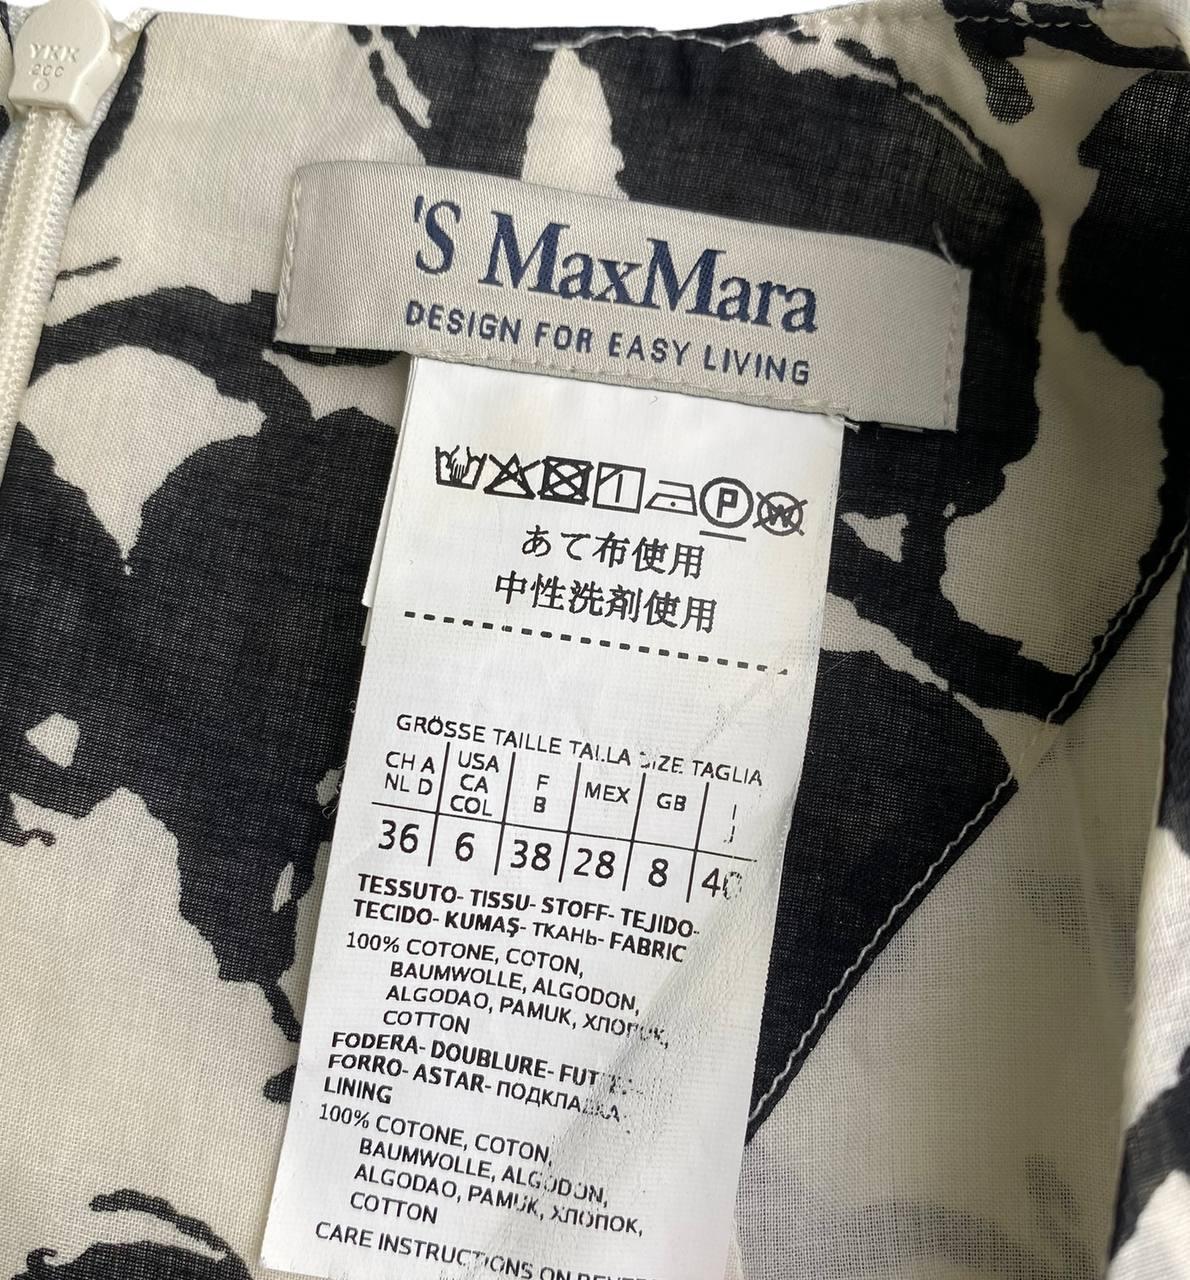 YKK
2CC
'S MaxMara
DESIGN FOR EASY LIVING
P
W
あて布使用
中性洗剤使用
GRÖSSE TAILLE TALLA SIZE TAGLIA
CH A NL D USA CA COL F B MEX GB I J
36 6 38 28 8 40
TESSUTO- TISSU- STOFF- TEJIDO-
TECIDO- KUMAŞ- ТКАНЬ- FABRIC
100% COTONE, COTON,
BAUMWOLLE, ALGODON,
ALGODAO, PAMUK, ХЛОПОК,
COTTON
FODERA- DOUBLURE-
FORRO- ASTAR- ПОДКЛАДКА
LINING
100% COTONE, COTON,
BAUMWOLLE, ALGODON,
ALGODAO, PAMUK, ХЛОПОК,
COTTON
CARE INSTRUCTIONS ON